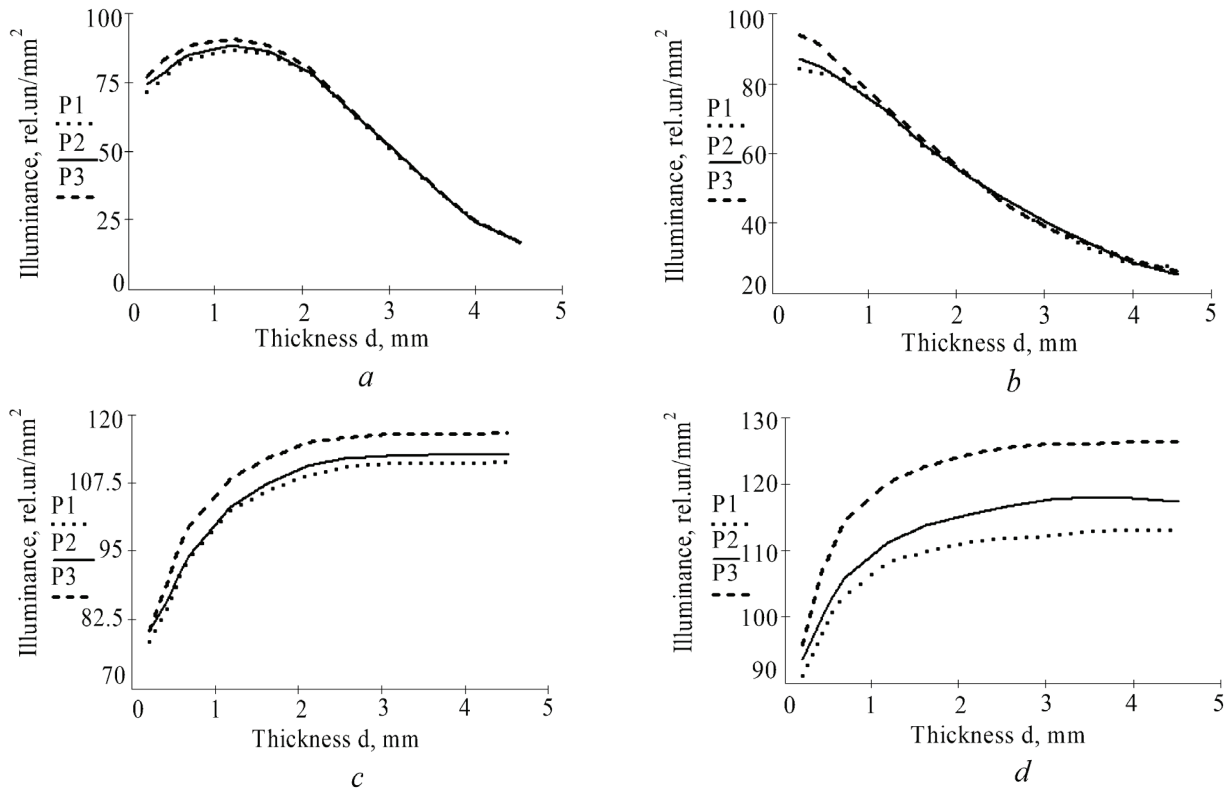 Illuminance, rel.un/mm²
100
75
50
25
0
P1
P2
P3
0 1 2 3 4 5
Thickness d, mm
a
Illuminance, rel.un/mm²
100
80
60
40
20
P1
P2
P3
0 1 2 3 4 5
Thickness d, mm
b
Illuminance, rel.un/mm²
120
107.5
95
82.5
70
P1
P2
P3
0 1 2 3 4 5
Thickness d, mm
c
Illuminance, rel.un/mm²
130
120
110
100
90
P1
P2
P3
0 1 2 3 4 5
Thickness d, mm
d